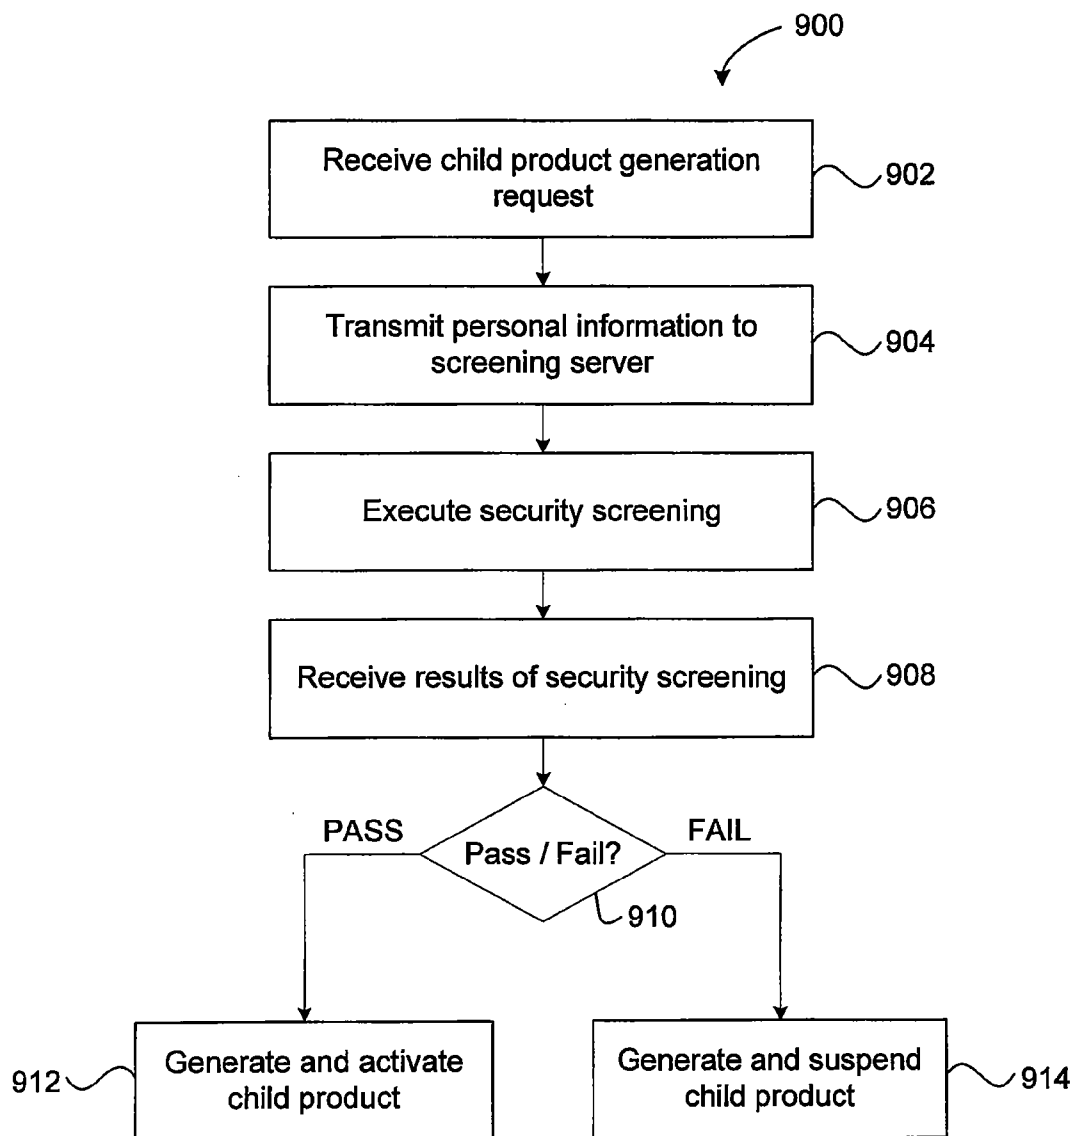 900
Receive child product generation
request
902
Transmit personal information to
screening server
904
Execute security screening
906
Receive results of security screening
908
PASS
FAIL
Pass / Fail?
910
Generate and activate
child product
912
Generate and suspend
child product
914